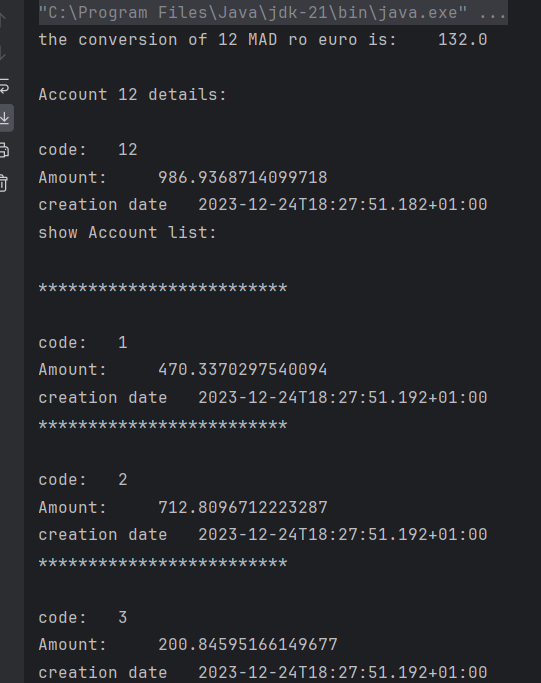 "C:\Program Files\Java\jdk-21\bin\java.exe" ...
the conversion of 12 MAD ro euro is:    132.0
Account 12 details:
code:   12
Amount:     986.9368714099718
creation date   2023-12-24T18:27:51.182+01:00
show Account list:
*************************
code:   1
Amount:     470.3370297540094
creation date   2023-12-24T18:27:51.192+01:00
*************************
code:   2
Amount:     712.8096712223287
creation date   2023-12-24T18:27:51.192+01:00
*************************
code:   3
Amount:     200.84595166149677
creation date   2023-12-24T18:27:51.192+01:00